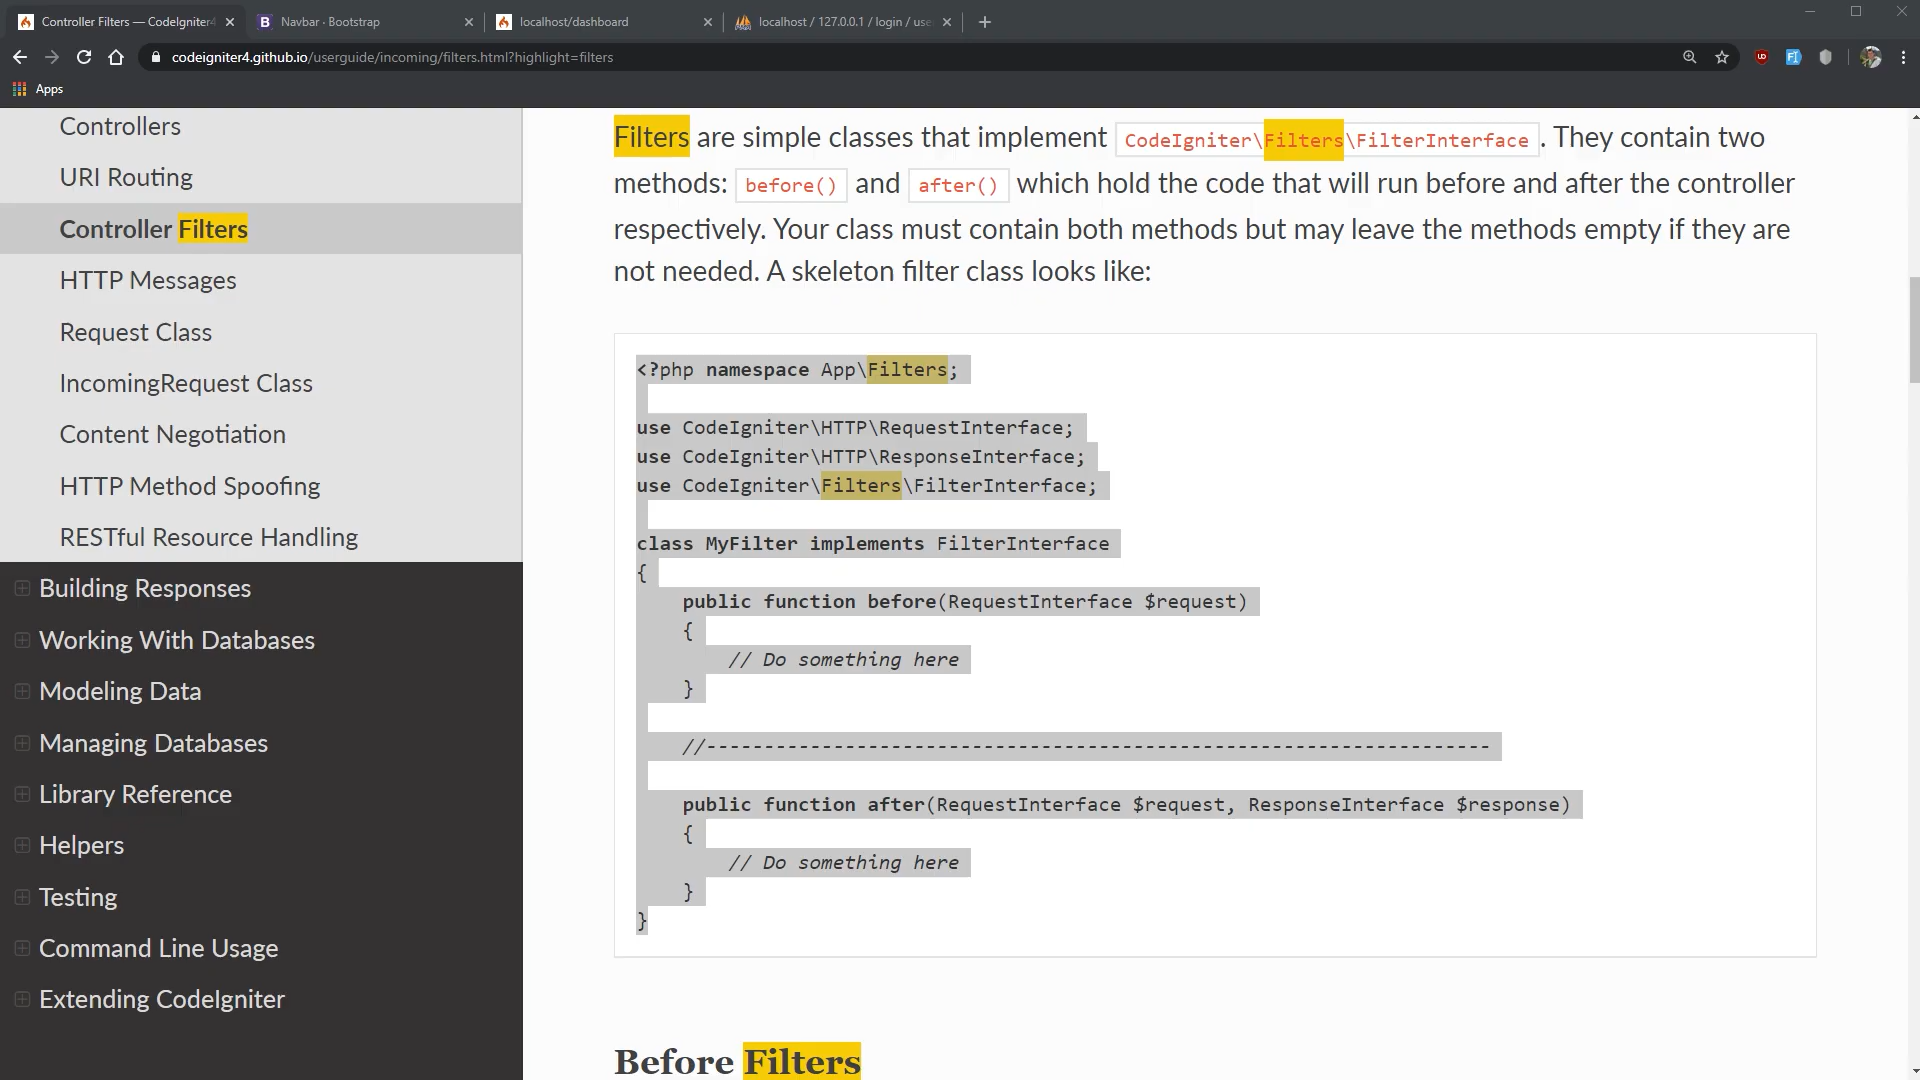 Controller Filters — CodeIgniter4
Navbar · Bootstrap
localhost/dashboard
localhost / 127.0.0.1 / login / use
codeigniter4.github.io/userguide/incoming/filters.html?highlight=filters
Apps
Controllers
URI Routing
Controller Filters
HTTP Messages
Request Class
IncomingRequest Class
Content Negotiation
HTTP Method Spoofing
RESTful Resource Handling
Building Responses
Working With Databases
Modeling Data
Managing Databases
Library Reference
Helpers
Testing
Command Line Usage
Extending CodeIgniter
Filters are simple classes that implement CodeIgniter\Filters\FilterInterface. They contain two
methods: before() and after() which hold the code that will run before and after the controller
respectively. Your class must contain both methods but may leave the methods empty if they are
not needed. A skeleton filter class looks like:
<?php namespace App\Filters;
use CodeIgniter\HTTP\RequestInterface;
use CodeIgniter\HTTP\ResponseInterface;
use CodeIgniter\Filters\FilterInterface;
class MyFilter implements FilterInterface
{
public function before(RequestInterface $request)
{
// Do something here
}
//--------------------------------------------------------------------
public function after(RequestInterface $request, ResponseInterface $response)
{
// Do something here
}
}
Before Filters